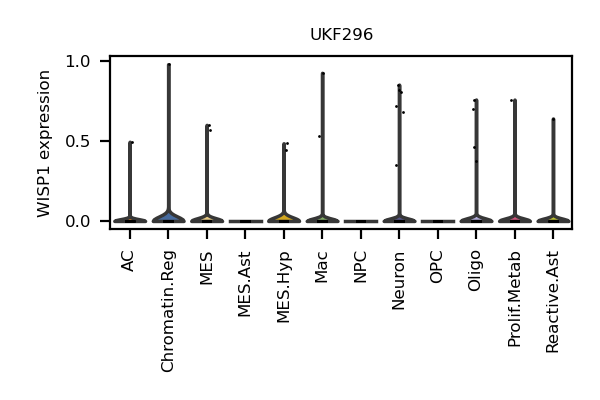 UKF296
WISP1 expression
1.0
0.5
0.0
AC
Chromatin.Reg
MES
MES.Ast
MES.Hyp
Mac
NPC
Neuron
OPC
Oligo
Prolif.Metab
Reactive.Ast